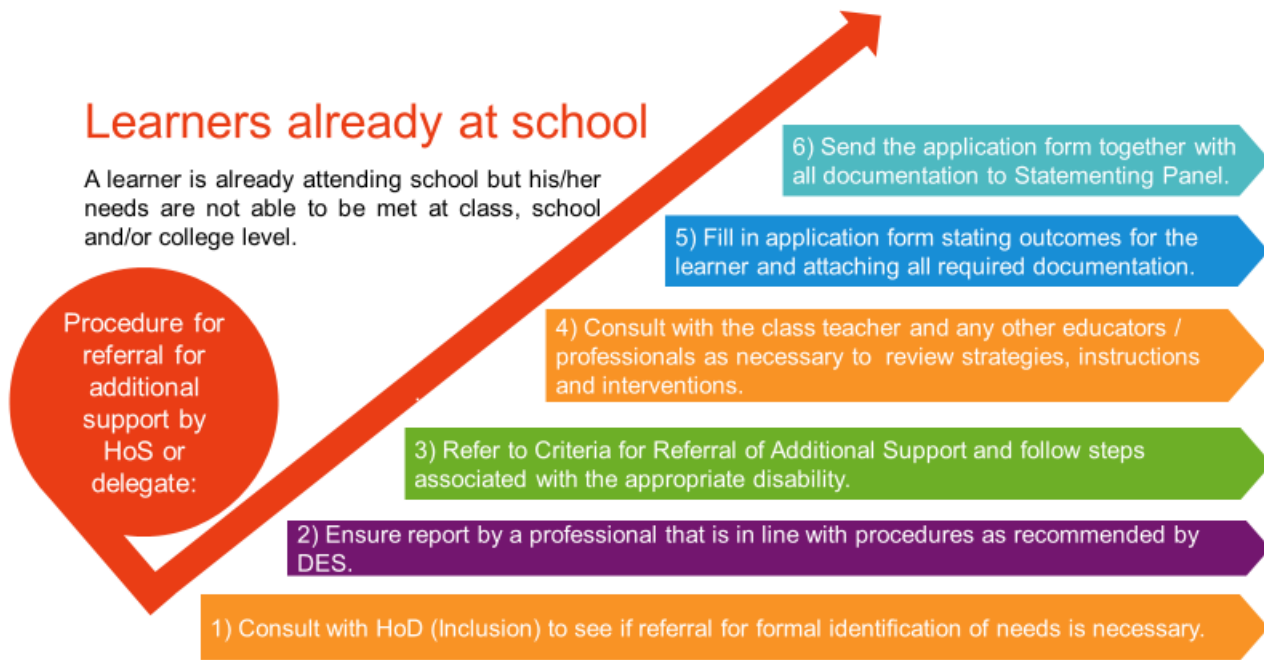 Learners already at school
A learner is already attending school but his/her
needs are not able to be met at class, school
and/or college level.
Procedure for
referral for
additional
support by
HoS or
delegate:
6) Send the application form together with
all documentation to Statementing Panel.
5) Fill in application form stating outcomes for the
learner and attaching all required documentation.
4) Consult with the class teacher and any other educators /
professionals as necessary to review strategies, instructions
and interventions.
3) Refer to Criteria for Referral of Additional Support and follow steps
associated with the appropriate disability.
2) Ensure report by a professional that is in line with procedures as recommended by
DES.
1) Consult with HoD (Inclusion) to see if referral for formal identification of needs is necessary.